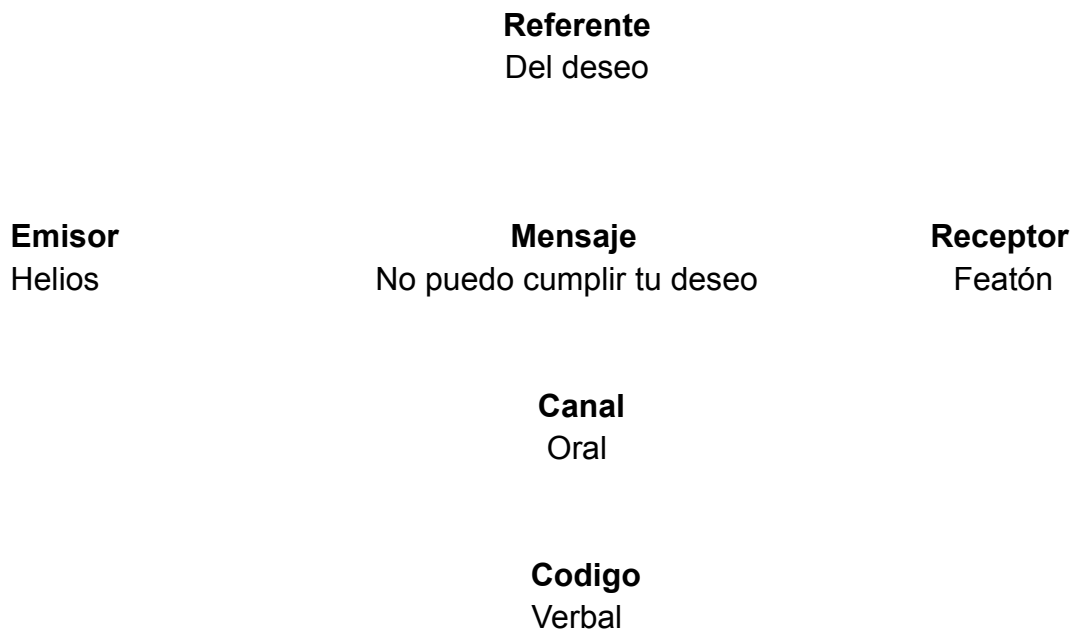 Referente
Del deseo
Emisor Mensaje Receptor
Helios No puedo cumplir tu deseo Featón
Canal
Oral
Codigo
Verbal